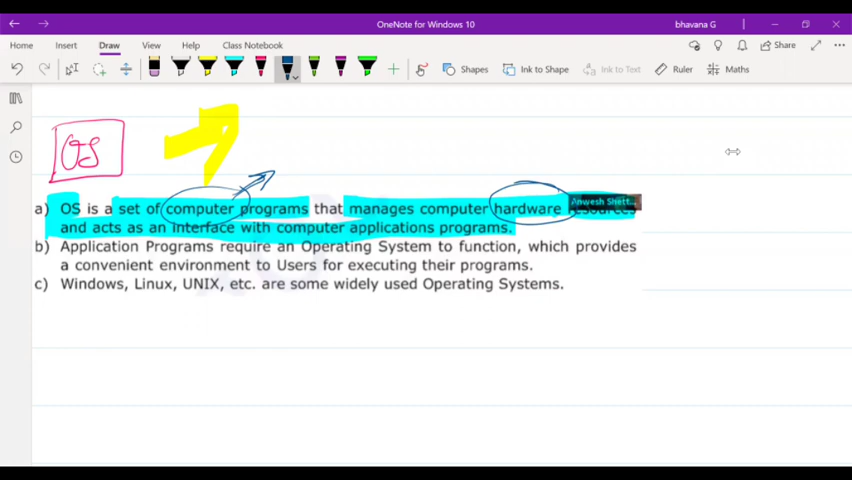 OneNote for Windows 10
bhavana G
Home Insert Draw View Help Class Notebook
Share
Shapes Ink to Shape Ink to Text Ruler Maths
OS
a) OS is a set of computer programs that manages computer hardware resources
Anwesh Shett...
and acts as an interface with computer applications programs.
b) Application Programs require an Operating System to function, which provides
a convenient environment to Users for executing their programs.
c) Windows, Linux, UNIX, etc. are some widely used Operating Systems.